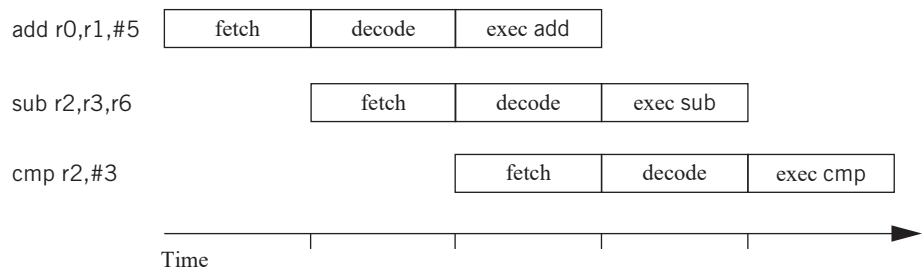 add r0,r1,#5 fetch decode exec add
sub r2,r3,r6 fetch decode exec sub
cmp r2,#3 fetch decode exec cmp
Time